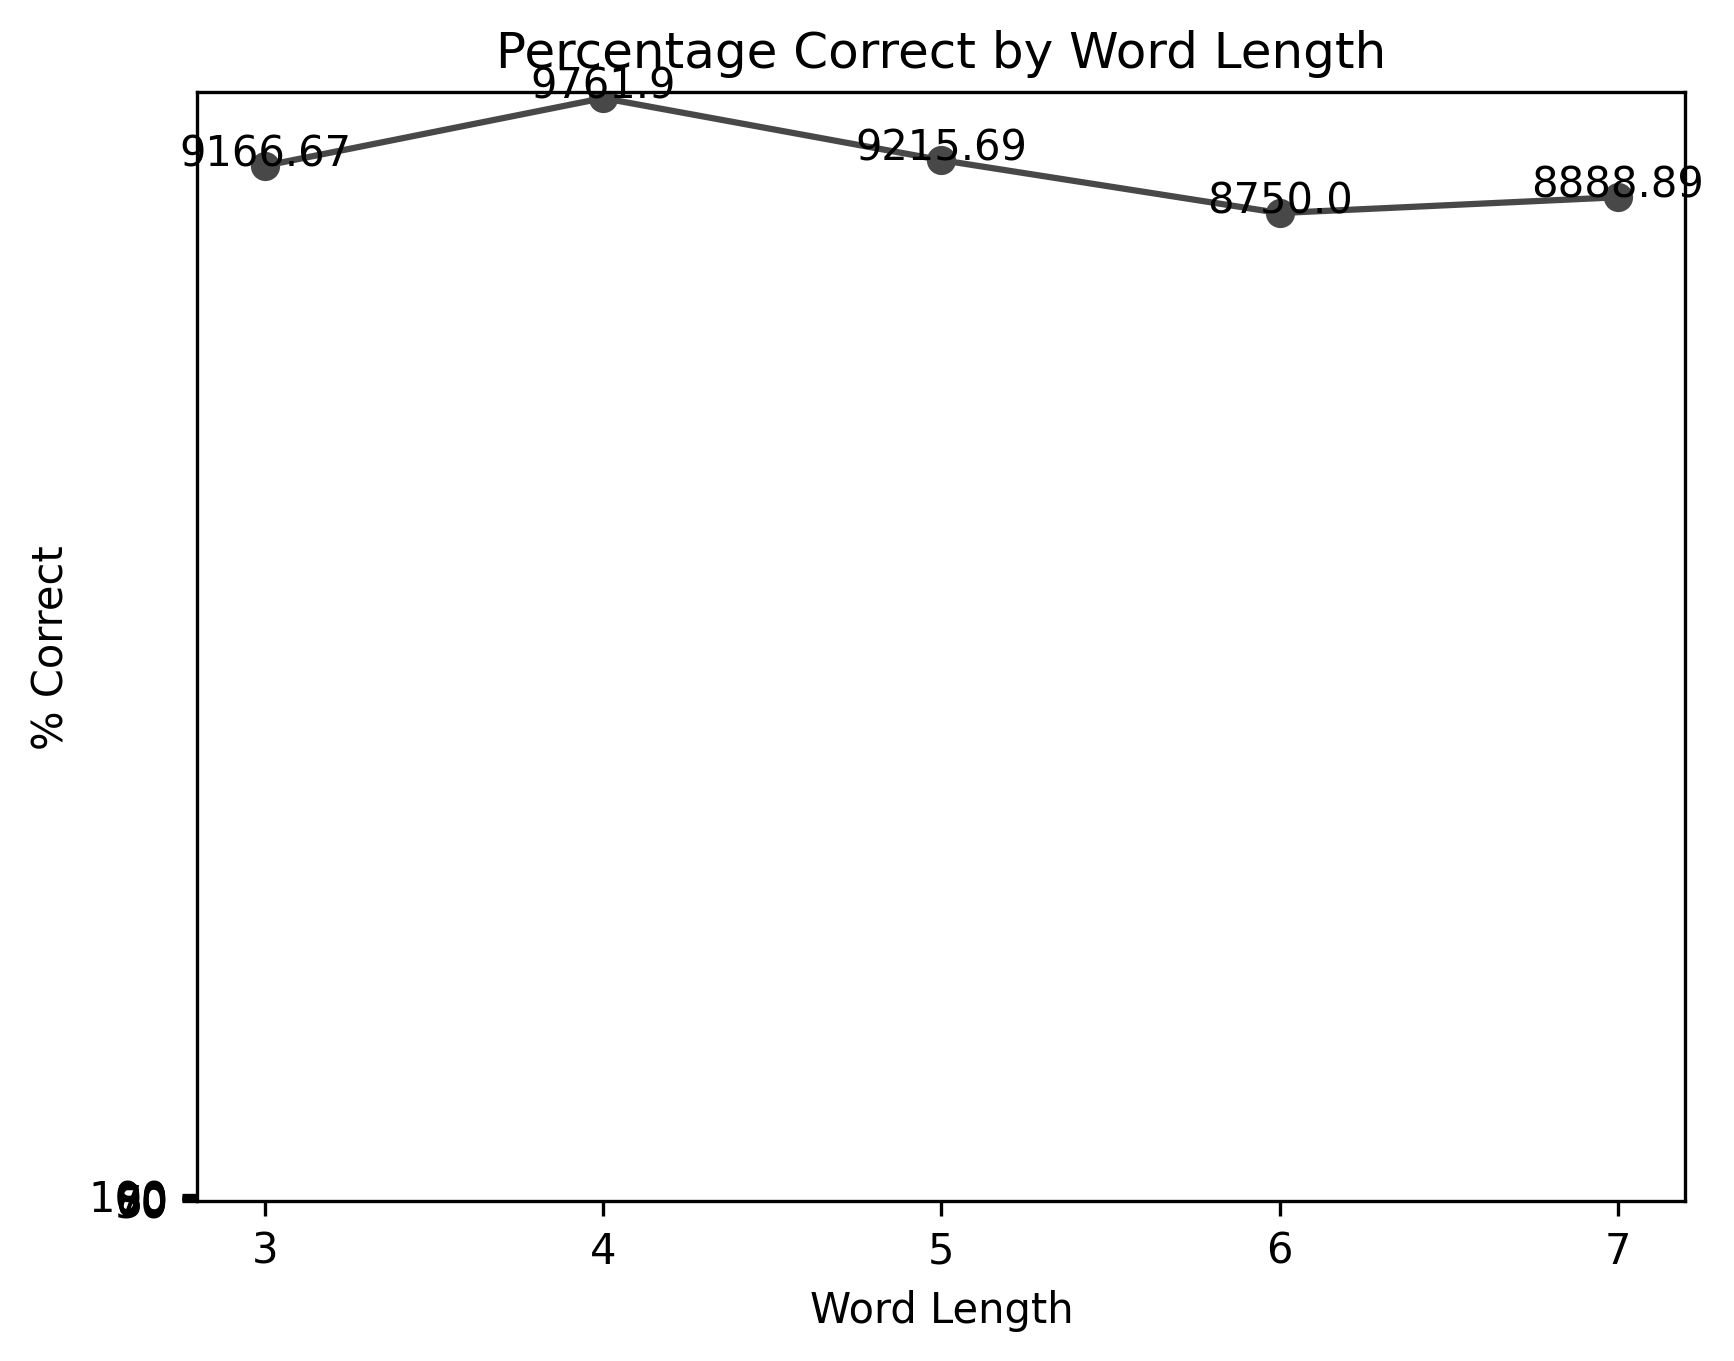 Percentage Correct by Word Length
9761.9
9166.67
9215.69
8888.89
8750.0
% Correct
3 4 5 6 7
Word Length